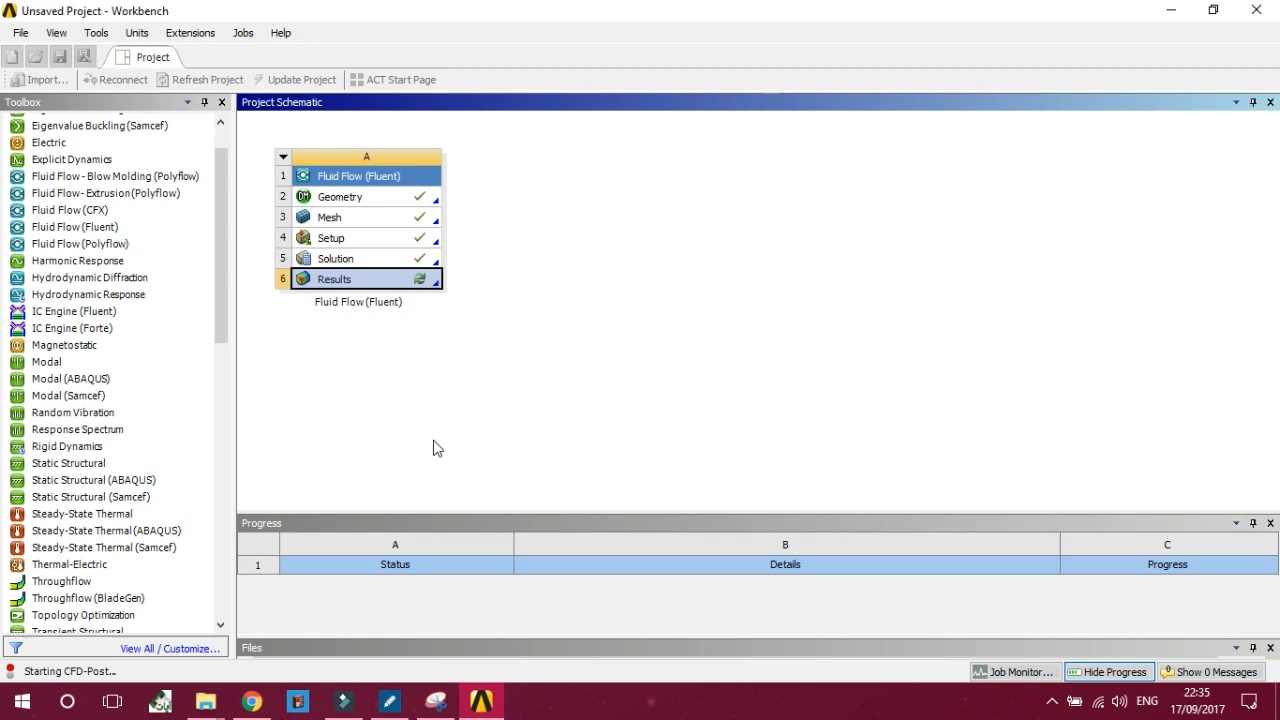 Unsaved Project - Workbench
File View Tools Units Extensions Jobs Help
Project
Import... Reconnect Refresh Project Update Project ACT Start Page
Toolbox
Eigenvalue Buckling (Samcef)
Electric
Explicit Dynamics
Fluid Flow - Blow Molding (Polyflow)
Fluid Flow - Extrusion (Polyflow)
Fluid Flow (CFX)
Fluid Flow (Fluent)
Fluid Flow (Polyflow)
Harmonic Response
Hydrodynamic Diffraction
Hydrodynamic Response
IC Engine (Fluent)
IC Engine (Forte)
Magnetostatic
Modal
Modal (ABAQUS)
Modal (Samcef)
Random Vibration
Response Spectrum
Rigid Dynamics
Static Structural
Static Structural (ABAQUS)
Static Structural (Samcef)
Steady-State Thermal
Steady-State Thermal (ABAQUS)
Steady-State Thermal (Samcef)
Thermal-Electric
Throughflow
Throughflow (BladeGen)
Topology Optimization
Transient Structural
View All / Customize...
Project Schematic
A
1 Fluid Flow (Fluent)
2 Geometry
3 Mesh
4 Setup
5 Solution
6 Results
Fluid Flow (Fluent)
Progress
A B C
1 Status Details Progress
Files
Starting CFD-Post... Job Monitor... Hide Progress Show 0 Messages
ENG
22:35
17/09/2017